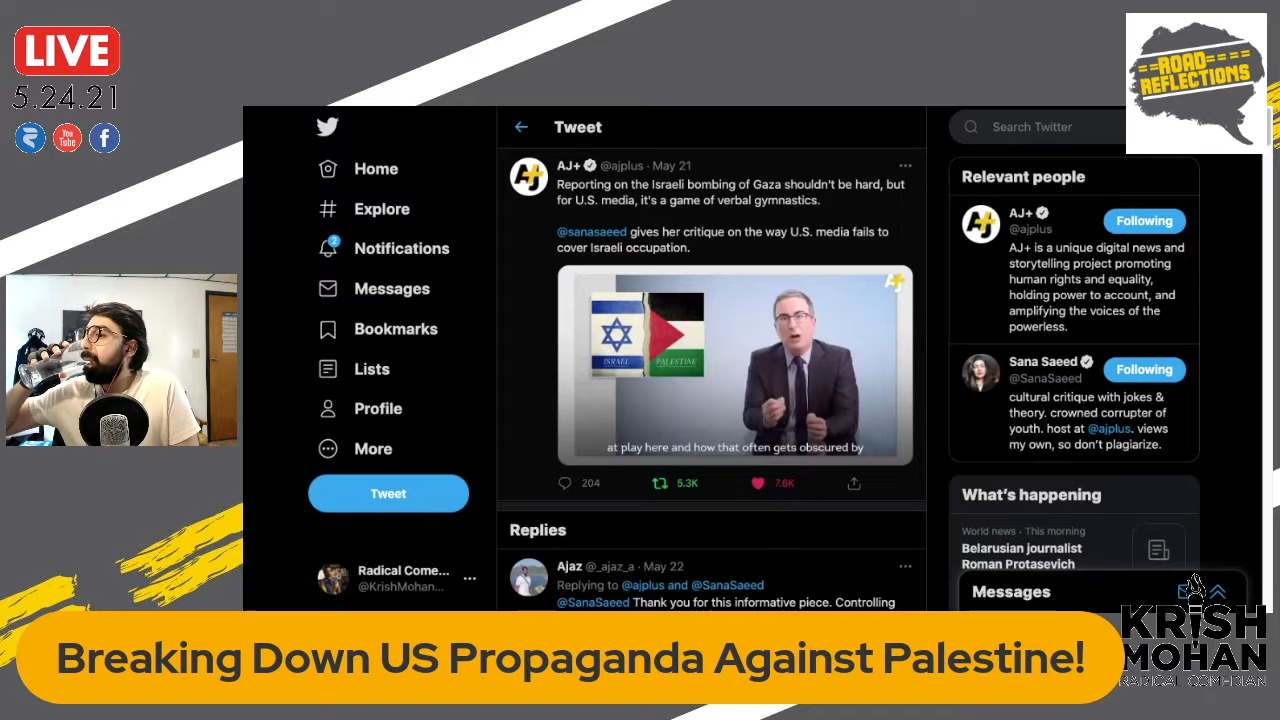 LIVE
5.24.21
You
Tube
==ROAD====
REFLECTIONS
Home
Explore
2
Notifications
Messages
Bookmarks
Lists
Profile
More
Tweet
Radical Come...
@KrishMohan...
Tweet
AJ+ @ajplus · May 21
Reporting on the Israeli bombing of Gaza shouldn't be hard, but
for U.S. media, it's a game of verbal gymnastics.
@sanasaeed gives her critique on the way U.S. media fails to
cover Israeli occupation.
ISRAEL PALESTINE
at play here and how that often gets obscured by
204 5.3K 7.6K
Replies
Ajaz @_ajaz_a · May 22
Replying to @ajplus and @SanaSaeed
@SanaSaeed Thank you for this informative piece. Controlling
Search Twitter
Relevant people
AJ+
@ajplus
Following
AJ+ is a unique digital news and
storytelling project promoting
human rights and equality,
holding power to account, and
amplifying the voices of the
powerless.
Sana Saeed
@SanaSaeed
Following
cultural critique with jokes &
theory. crowned corrupter of
youth. host at @ajplus. views
my own, so don't plagiarize.
What's happening
World news · This morning
Belarusian journalist
Roman Protasevich
Messages
Breaking Down US Propaganda Against Palestine!
KRISH
MOHAN
RADICAL COMEDIAN